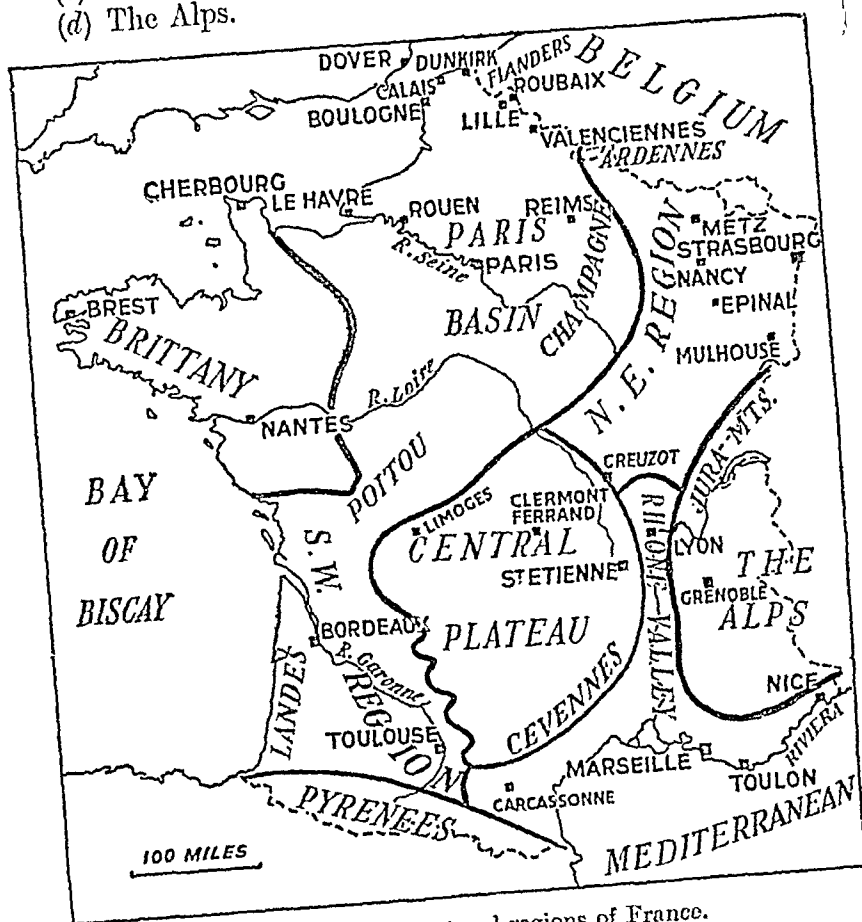 (d) The Alps.
DOVER
DUNKIRK
FLANDERS
BELGIUM
CALAIS
ROUBAIX
BOULOGNE
LILLE
VALENCIENNES
ARDENNES
CHERBOURG
LE HAVRE
ROUEN
REIMS
METZ
PARIS
STRASBOURG
R. Seine
PARIS
NANCY
CHAMPAGNE
N. E. REGION
BREST
BASIN
EPINAL
BRITTANY
MULHOUSE
R. Loire
NANTES
JURA MTS.
POITOU
CREUZOT
BAY
OF
BISCAY
LIMOGES
CLERMONT
FERRAND
CENTRAL
PLATEAU
RHONE VALLEY
LYON
THE
ALPS
S.W.
REGION
ST ETIENNE
GRENOBLE
BORDEAUX
R. Garonne
LANDES
CEVENNES
NICE
TOULOUSE
RIVIERA
MARSEILLE
TOULON
PYRENEES
CARCASSONNE
MEDITERRANEAN
100 MILES
regions of France.